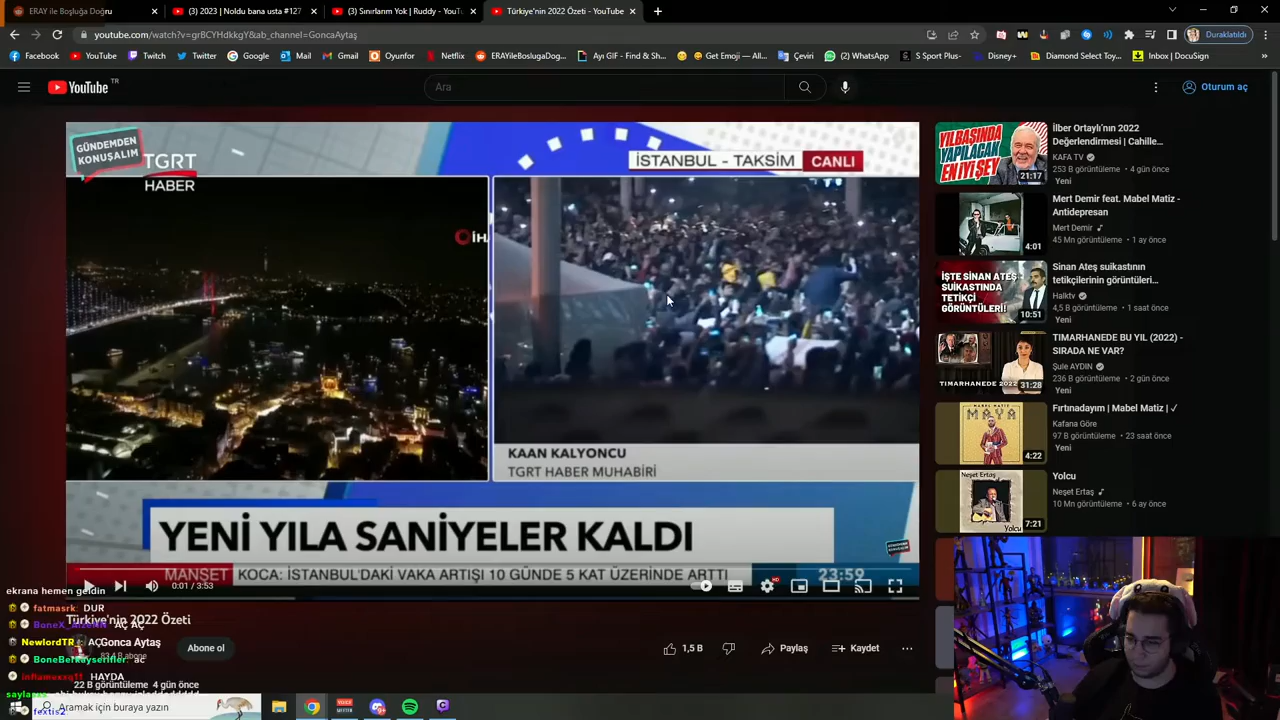 ERAY ile Boşluğa Doğru
(3) 2023 | Noldu bana usta #127
(3) Sınırlarım Yok | Ruddy - YouT
Türkiye'nin 2022 Özeti - YouTube
youtube.com/watch?v=grBCYHdkkgY&ab_channel=GoncaAytaş
Duraklatıldı
Facebook
YouTube
Twitch
Twitter
Google
Mail
Gmail
Oyunfor
Netflix
ERAYileBoslugaDog...
Ayı GIF - Find & Sh...
Get Emoji — All...
Çeviri
(2) WhatsApp
S Sport Plus-
Disney+
Diamond Select Toy...
Inbox | DocuSign
YouTube TR
Ara
Oturum aç
GÜNDEMDEN
KONUŞALIM
TGRT
HABER
İSTANBUL - TAKSİM CANLI
İHA
KAAN KALYONCU
TGRT HABER MUHABİRİ
YENİ YILA SANİYELER KALDI
MANŞET KOCA: İSTANBUL'DAKİ VAKA ARTIŞI 10 GÜNDE 5 KAT ÜZERİNDE ARTTI 23:59
0:01 / 3:53
YILBAŞINDA
YAPILACAK
EN İYİ ŞEY
21:17
İlber Ortaylı'nın 2022
Değerlendirmesi | Cahille...
KAFA TV
253 B görüntüleme • 4 gün önce
Yeni
4:01
Mert Demir feat. Mabel Matiz -
Antidepresan
Mert Demir
45 Mn görüntüleme • 1 ay önce
İŞTE SİNAN ATEŞ
SUİKASTINDA
TETİKÇİ
GÖRÜNTÜLERİ!
10:51
Sinan Ateş suikastının
tetikçilerinin görüntüleri...
Halktv
4,5 B görüntüleme • 1 saat önce
Yeni
TIMARHANEDE 2022
31:28
TIMARHANEDE BU YIL (2022) -
SIRADA NE VAR?
Şule AYDIN
236 B görüntüleme • 2 gün önce
MABEL MATIZ
MAYA
4:22
Fırtınadayım | Mabel Matiz | √
Kafana Göre
97 B görüntüleme • 23 saat önce
Yeni
Neşet Ertaş
Yolcu
7:21
Yolcu
Neşet Ertaş
10 Mn görüntüleme • 6 ay önce
ekrana hemen geldin
fatmasrk: DUR
Türkiye'nin 2022 Özeti
NewlordTR: AÇ
Gonca Aytaş
83,4 B abone
Abone ol
1,5 B
Paylaş
Kaydet
BoneBerkayserifler: aç
HAYDA
22 B görüntüleme 4 gün önce
Aramak için buraya yazın
fextis2